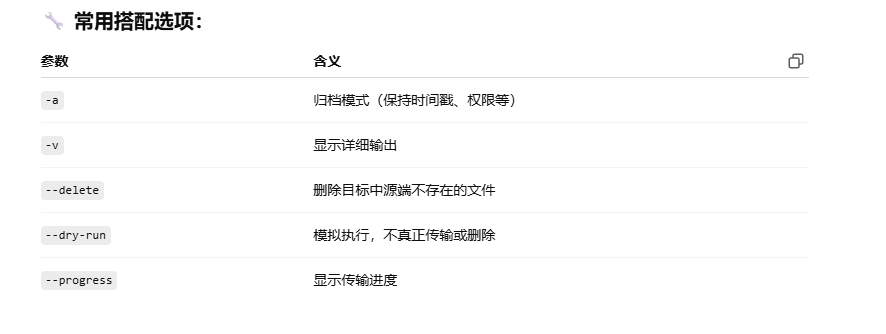 🔧 常用搭配选项：
参数 含义
-a 归档模式（保持时间戳、权限等）
-v 显示详细输出
--delete 删除目标中源端不存在的文件
--dry-run 模拟执行，不真正传输或删除
--progress 显示传输进度